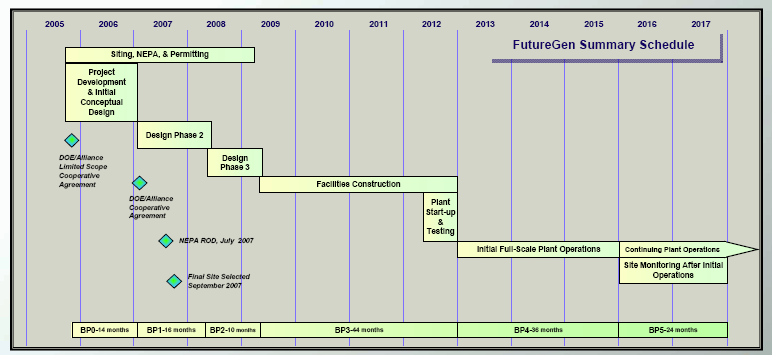 2005 2006 2007 2008 2009 2010 2011 2012 2013 2014 2015 2016 2017
FutureGen Summary Schedule
Siting, NEPA, & Permitting
Project
Development
& Initial
Conceptual
Design
Design Phase 2
DOE/Alliance
Limited Scope
Cooperative
Agreement
Design
Phase 3
Facilities Construction
DOE/Alliance
Cooperative
Agreement
Plant
Start-up
&
Testing
NEPA ROD, July 2007
Initial Full-Scale Plant Operations
Continuing Plant Operations
Site Monitoring After Initial
Operations
Final Site Selected
September 2007
BP0-14 months BP1-16 months BP2-10 months BP3-44 months BP4-36 months BP5-24 months